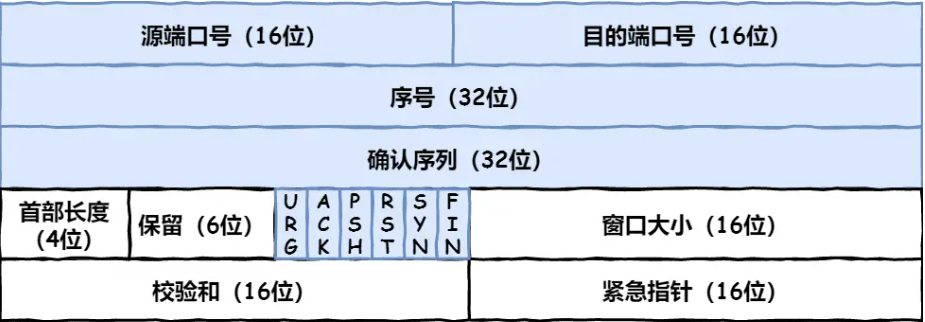 源端口号（16位）
目的端口号（16位）
序号（32位）
确认序列（32位）
首部长度
（4位）
保留（6位）
URG
ACK
PSH
RST
SYN
FIN
窗口大小（16位）
校验和（16位）
紧急指针（16位）